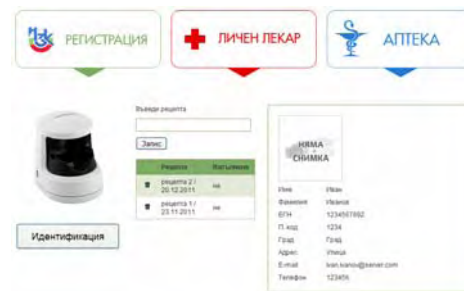 РЕГИСТРАЦИЯ
ЛИЧЕН ЛЕКАР
АПТЕКА
Въведи рецепта
Запис
Рецепта Изпълнена
рецепта 2 / 20.12.2011 не
рецепта 1 / 23.11.2011 не
Идентификация
НЯМА
СНИМКА
Име Иван
Фамилия Иванов
ЕГН 1234567892
П. код 1234
Град Град
Адрес Улица
E-mail ivan.ivanov@server.com
Телефон 123456